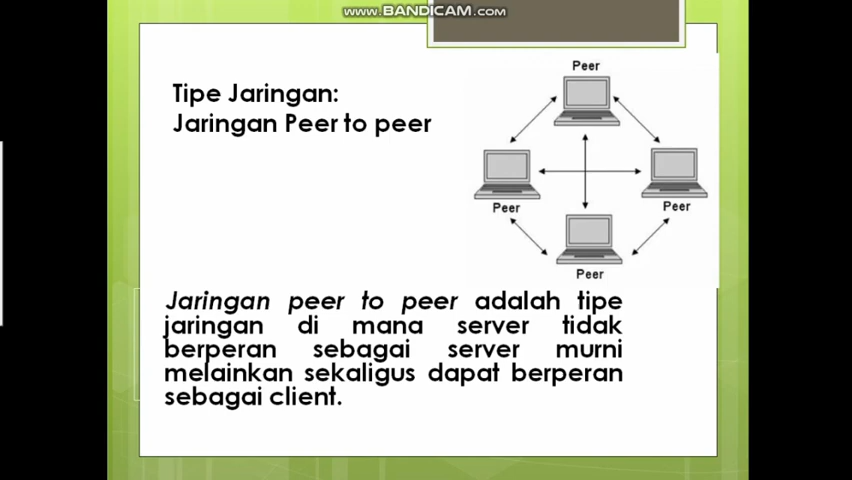 www.BANDICAM.com
Tipe Jaringan:
Jaringan Peer to peer
Peer
Peer
Peer
Peer
Jaringan peer to peer adalah tipe
jaringan di mana server tidak
berperan sebagai server murni
melainkan sekaligus dapat berperan
sebagai client.